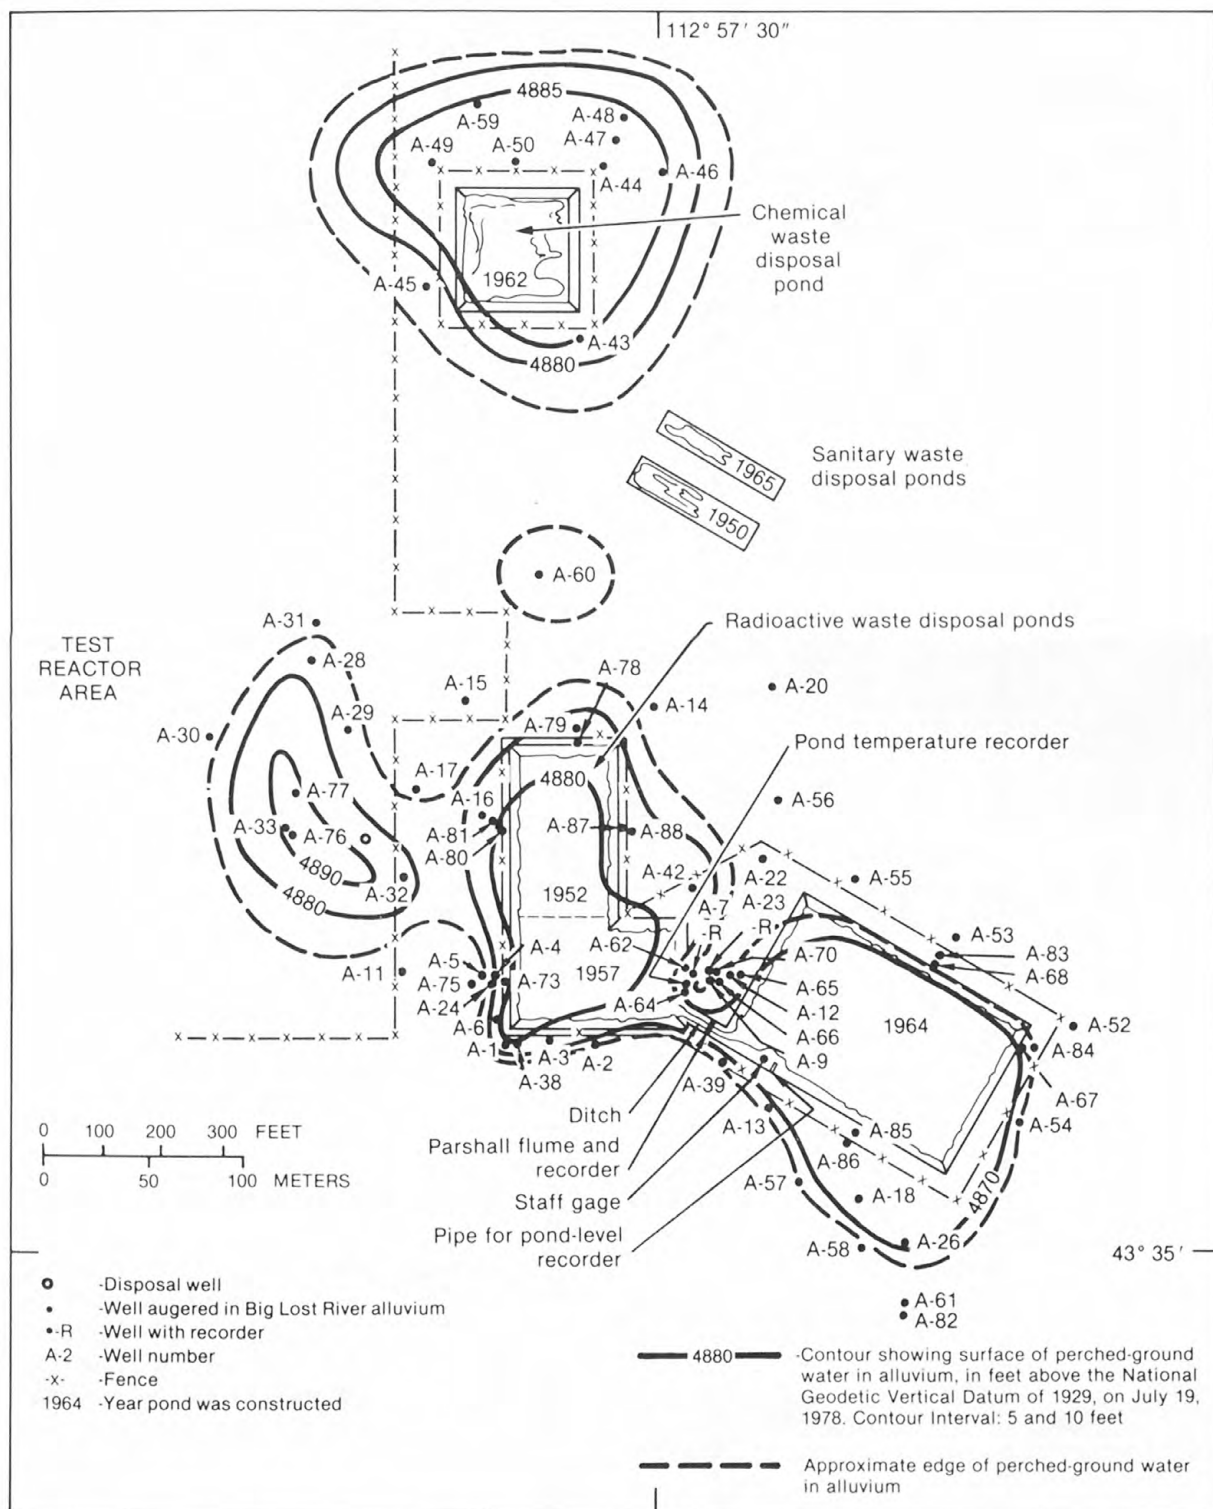 112° 57' 30"
4885
A-59
A-48
A-47
A-49
A-50
A-44
A-46
Chemical
waste
disposal
pond
1962
A-45
A-43
4880
1965
Sanitary waste
disposal ponds
1950
A-60
A-31
Radioactive waste disposal ponds
TEST
REACTOR
AREA
A-28
A-78
A-15
A-20
A-14
A-29
A-30
A-79
Pond temperature recorder
A-17
4880
A-77
A-16
A-56
A-33
A-76
A-81
A-87
A-88
A-80
4890
A-42
A-22
A-55
A-32
4880
1952
A-7
A-23
-R
-R
A-62
A-4
A-53
A-83
A-70
A-68
A-11
A-5
A-75
A-73
1957
A-65
A-24
A-64
A-12
1964
A-52
A-6
A-66
A-84
A-1
A-3
A-2
A-9
A-38
A-39
A-67
Ditch
A-13
A-54
0 100 200 300 FEET
A-85
Parshall flume and
recorder
A-86
0 50 100 METERS
A-57
4870
Staff gage
A-18
Pipe for pond-level
recorder
A-58
A-26
43° 35'
A-61
A-82
-Disposal well
-Well augered in Big Lost River alluvium
-R -Well with recorder
A-2 -Well number
-x- -Fence
1964 -Year pond was constructed
4880 -Contour showing surface of perched-ground
water in alluvium, in feet above the National
Geodetic Vertical Datum of 1929, on July 19,
1978. Contour Interval: 5 and 10 feet
Approximate edge of perched-ground water
in alluvium